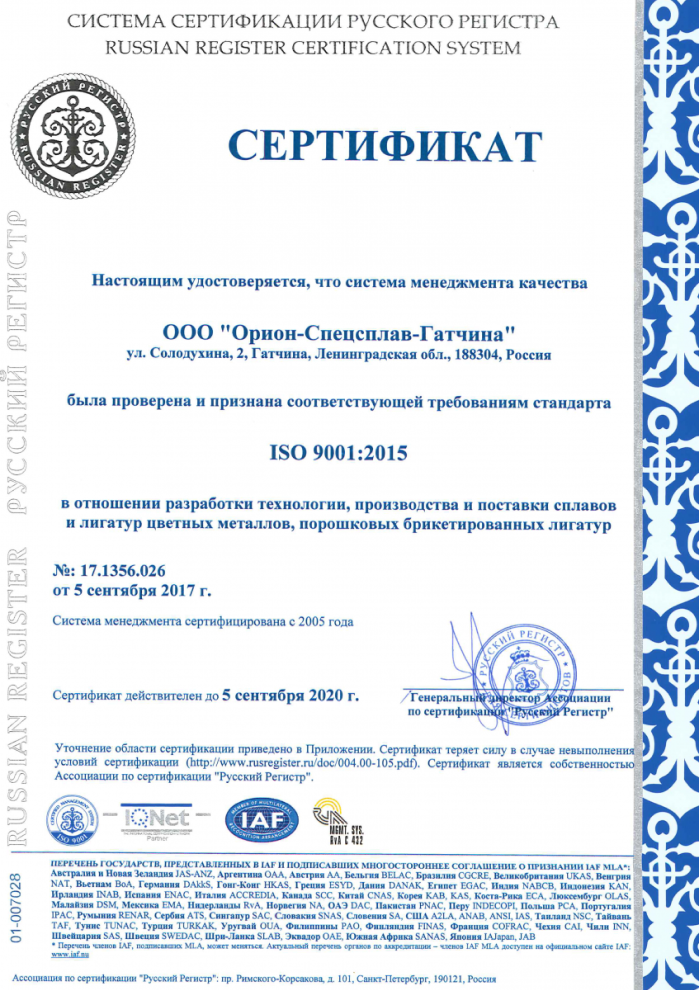 СИСТЕМА СЕРТИФИКАЦИИ РУССКОГО РЕГИСТРА
RUSSIAN REGISTER CERTIFICATION SYSTEM
РУССКИЙ РЕГИСТР
RUSSIAN REGISTER
СЕРТИФИКАТ
RUSSIAN REGISTER РУССКИЙ РЕГИСТР
Настоящим удостоверяется, что система менеджмента качества
ООО "Орион-Спецсплав-Гатчина"
ул. Солодухина, 2, Гатчина, Ленинградская обл., 188304, Россия
была проверена и признана соответствующей требованиям стандарта
ISO 9001:2015
в отношении разработки технологии, производства и поставки сплавов
и лигатур цветных металлов, порошковых брикетированных лигатур
№: 17.1356.026
от 5 сентября 2017 г.
Система менеджмента сертифицирована с 2005 года
Сертификат действителен до 5 сентября 2020 г.
РУССКИЙ РЕГИСТР
Генеральный директор Ассоциации
по сертификации "Русский Регистр"
Уточнение области сертификации приведено в Приложении. Сертификат теряет силу в случае невыполнения
условий сертификации (http://www.rusregister.ru/doc/004.00-105.pdf). Сертификат является собственностью
Ассоциации по сертификации "Русский Регистр".
CERTIFIED MANAGEMENT SYSTEM
ISO 9001
IQNet
Partner
MEMBER OF MULTILATERAL
IAF
RECOGNITION ARRANGEMENT
RVA
MGMT. SYS.
RvA C 432
ПЕРЕЧЕНЬ ГОСУДАРСТВ, ПРЕДСТАВЛЕННЫХ В IAF И ПОДПИСАВШИХ МНОГОСТОРОННЕЕ СОГЛАШЕНИЕ О ПРИЗНАНИИ IAF MLA*:
Австралия и Новая Зеландия JAS-ANZ, Аргентина OAA, Австрия AA, Бельгия BELAC, Бразилия CGCRE, Великобритания UKAS, Венгрия
NAT, Вьетнам BoA, Германия DAkkS, Гонг-Конг HKAS, Греция ESYD, Дания DANAK, Египет EGAC, Индия NABCB, Индонезия KAN,
Ирландия INAB, Испания ENAC, Италия ACCREDIA, Канада SCC, Китай CNAS, Корея KAB, KAS, Коста-Рика ECA, Люксембург OLAS,
Малайзия DSM, Мексика EMA, Нидерланды RvA, Норвегия NA, ОАЭ DAC, Пакистан PNAC, Перу INDECOPI, Польша PCA, Португалия
IPAC, Румыния RENAR, Сербия ATS, Сингапур SAC, Словакия SNAS, Словения SA, США A2LA, ANAB, ANSI, IAS, Таиланд NSC, Тайвань
TAF, Тунис TUNAC, Турция TURKAK, Уругвай OUA, Филиппины PAO, Финляндия FINAS, Франция COFRAC, Чехия CAI, Чили INN,
Швейцария SAS, Швеция SWEDAC, Шри-Ланка SLAB, Эквадор OAE, Южная Африка SANAS, Япония IAJapan, JAB
* Перечень членов IAF, подписавших MLA, может меняться. Актуальный перечень органов по аккредитации – членов IAF MLA доступен на официальном сайте IAF:
www.iaf.nu
01-007028
Ассоциация по сертификации "Русский Регистр": пр. Римского-Корсакова, д. 101, Санкт-Петербург, 190121, Россия